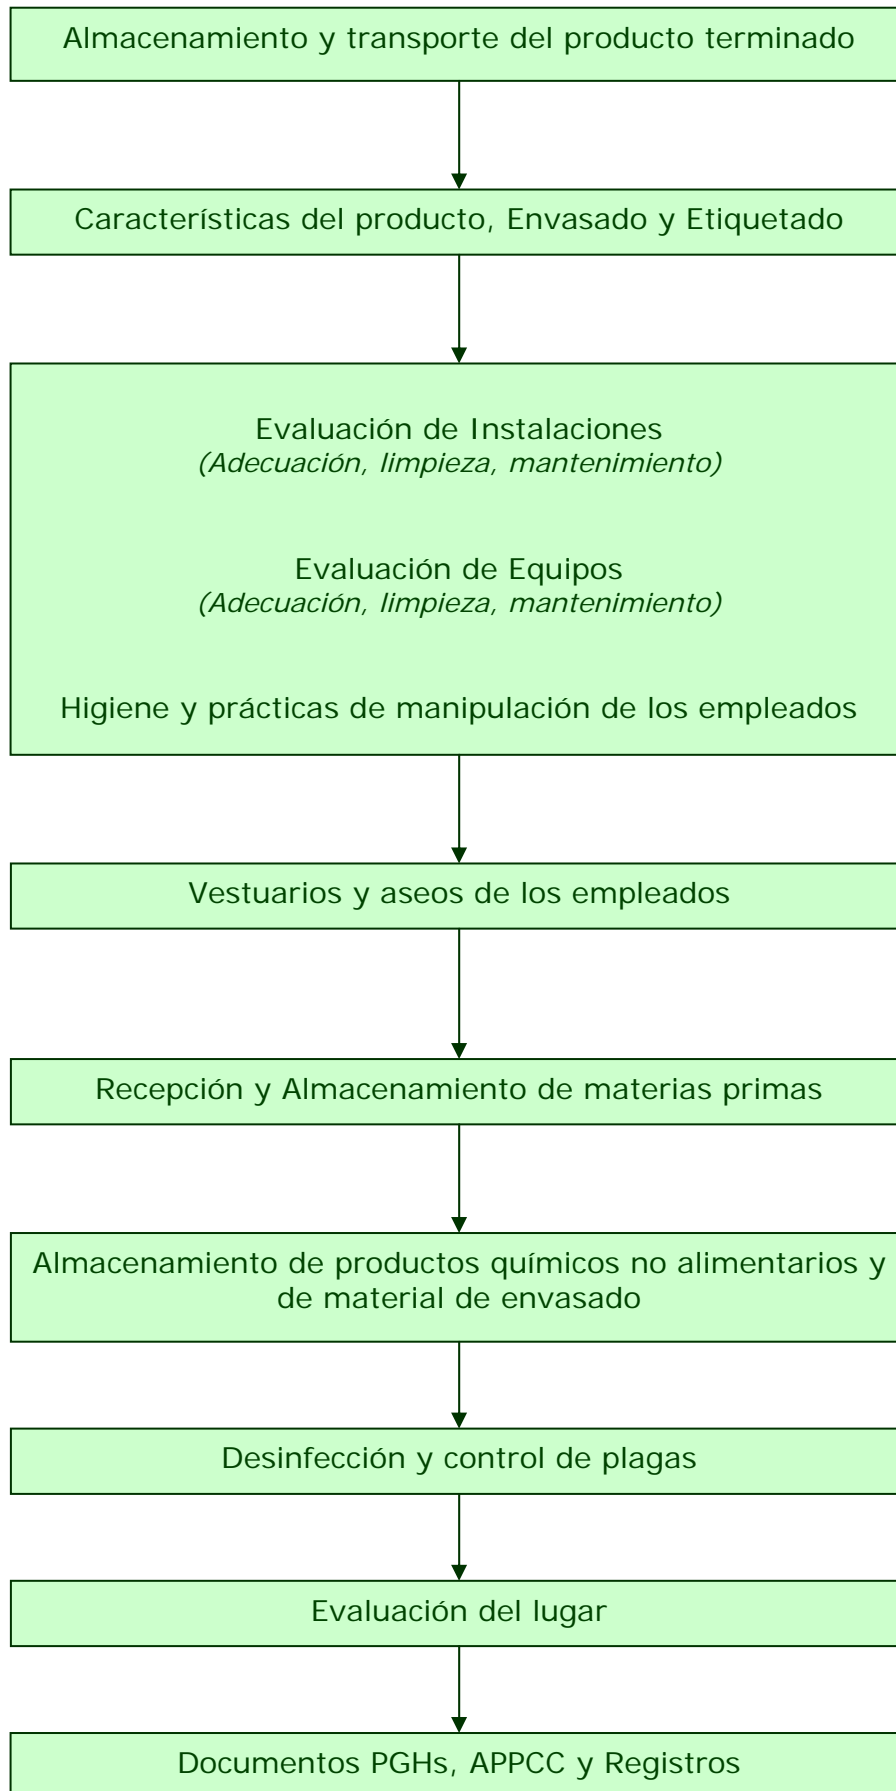 Almacenamiento y transporte del producto terminado
Características del producto, Envasado y Etiquetado
Evaluación de Instalaciones
(Adecuación, limpieza, mantenimiento)
Evaluación de Equipos
(Adecuación, limpieza, mantenimiento)
Higiene y prácticas de manipulación de los empleados
Vestuarios y aseos de los empleados
Recepción y Almacenamiento de materias primas
Almacenamiento de productos químicos no alimentarios y
de material de envasado
Desinfección y control de plagas
Evaluación del lugar
Documentos PGHs, APPCC y Registros